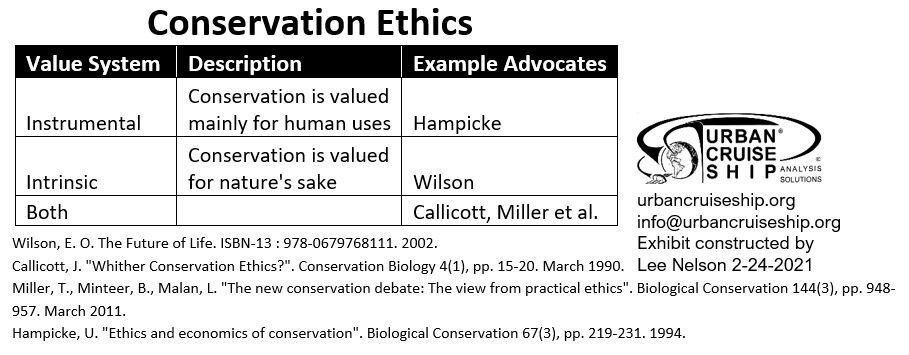 Conservation Ethics
Value System Description Example Advocates
Conservation is valued
Instrumental mainly for human uses Hampicke
Conservation is valued
Intrinsic for nature's sake Wilson
Both Callicott, Miller et al.
URBAN®
CRUISE
SHIP
©
ANALYSIS
SOLUTIONS
urbancruiseship.org
info@urbancruiseship.org
Exhibit constructed by
Lee Nelson 2-24-2021
Wilson, E. O. The Future of Life. ISBN-13 : 978-0679768111. 2002.
Callicott, J. "Whither Conservation Ethics?". Conservation Biology 4(1), pp. 15-20. March 1990.
Miller, T., Minteer, B., Malan, L. "The new conservation debate: The view from practical ethics". Biological Conservation 144(3), pp. 948-
957. March 2011.
Hampicke, U. "Ethics and economics of conservation". Biological Conservation 67(3), pp. 219-231. 1994.